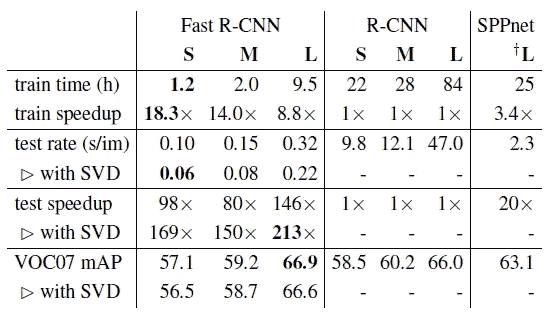 Fast R-CNN R-CNN SPPnet
S M L S M L †L
train time (h) 1.2 2.0 9.5 22 28 84 25
train speedup 18.3× 14.0× 8.8× 1× 1× 1× 3.4×
test rate (s/im) 0.10 0.15 0.32 9.8 12.1 47.0 2.3
▷ with SVD 0.06 0.08 0.22 - - - -
test speedup 98× 80× 146× 1× 1× 1× 20×
▷ with SVD 169× 150× 213× - - - -
VOC07 mAP 57.1 59.2 66.9 58.5 60.2 66.0 63.1
▷ with SVD 56.5 58.7 66.6 - - - -